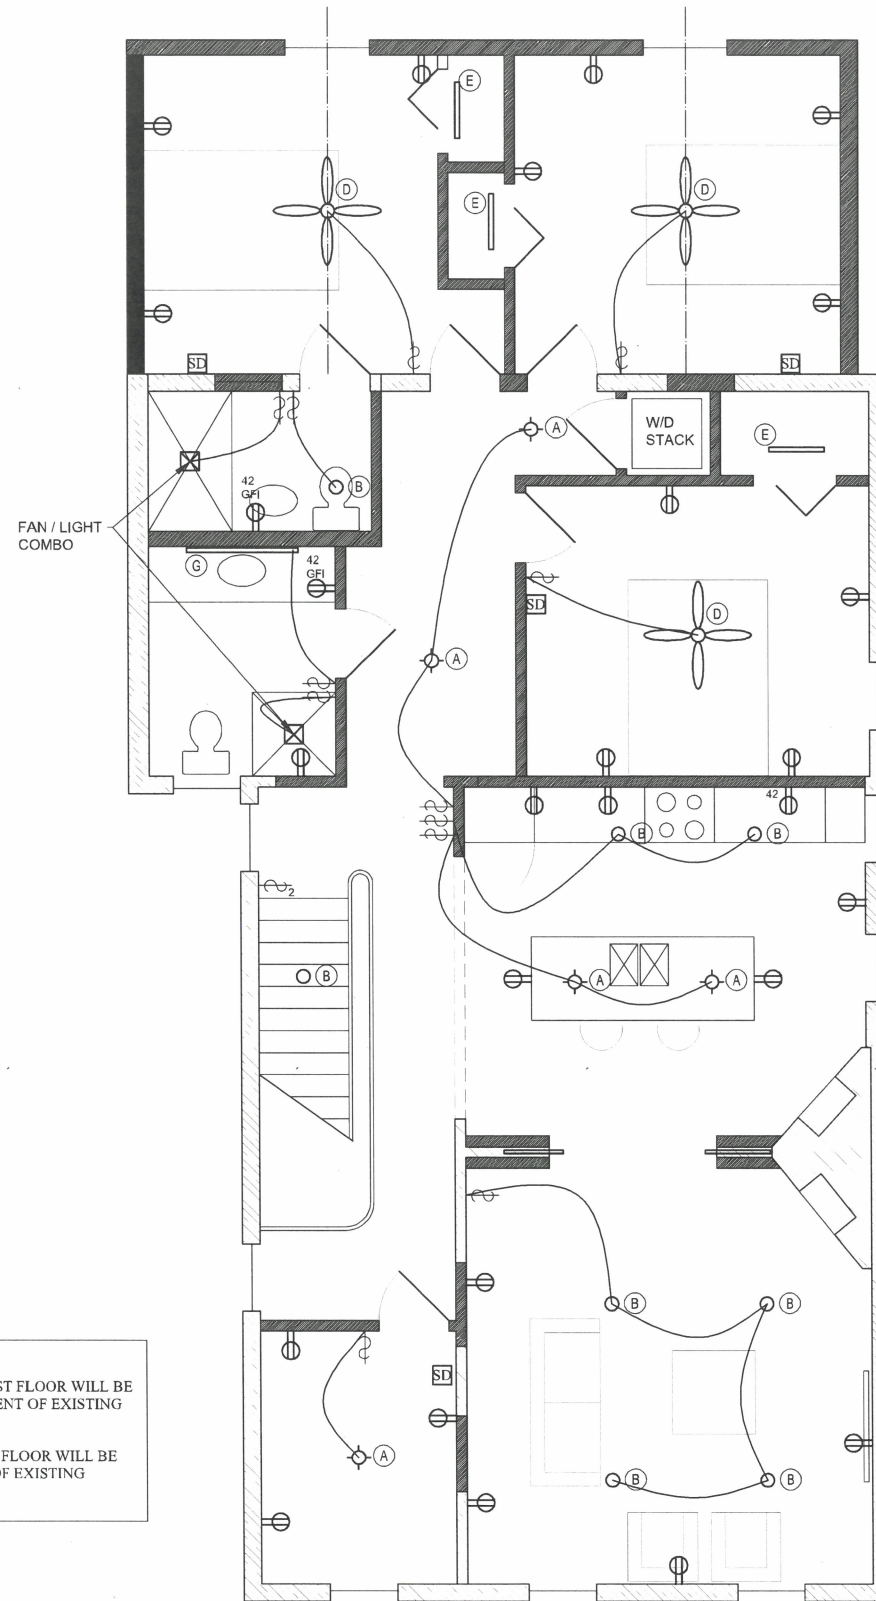 E
D
E
D
SD
SD
A
W/D
STACK
E
42
GFI
B
FAN / LIGHT
COMBO
G
42
GFI
SD
D
A
42
B
B
2
B
A
A
B
B
SD
A
B
B
ST FLOOR WILL BE
ENT OF EXISTING
FLOOR WILL BE
OF EXISTING